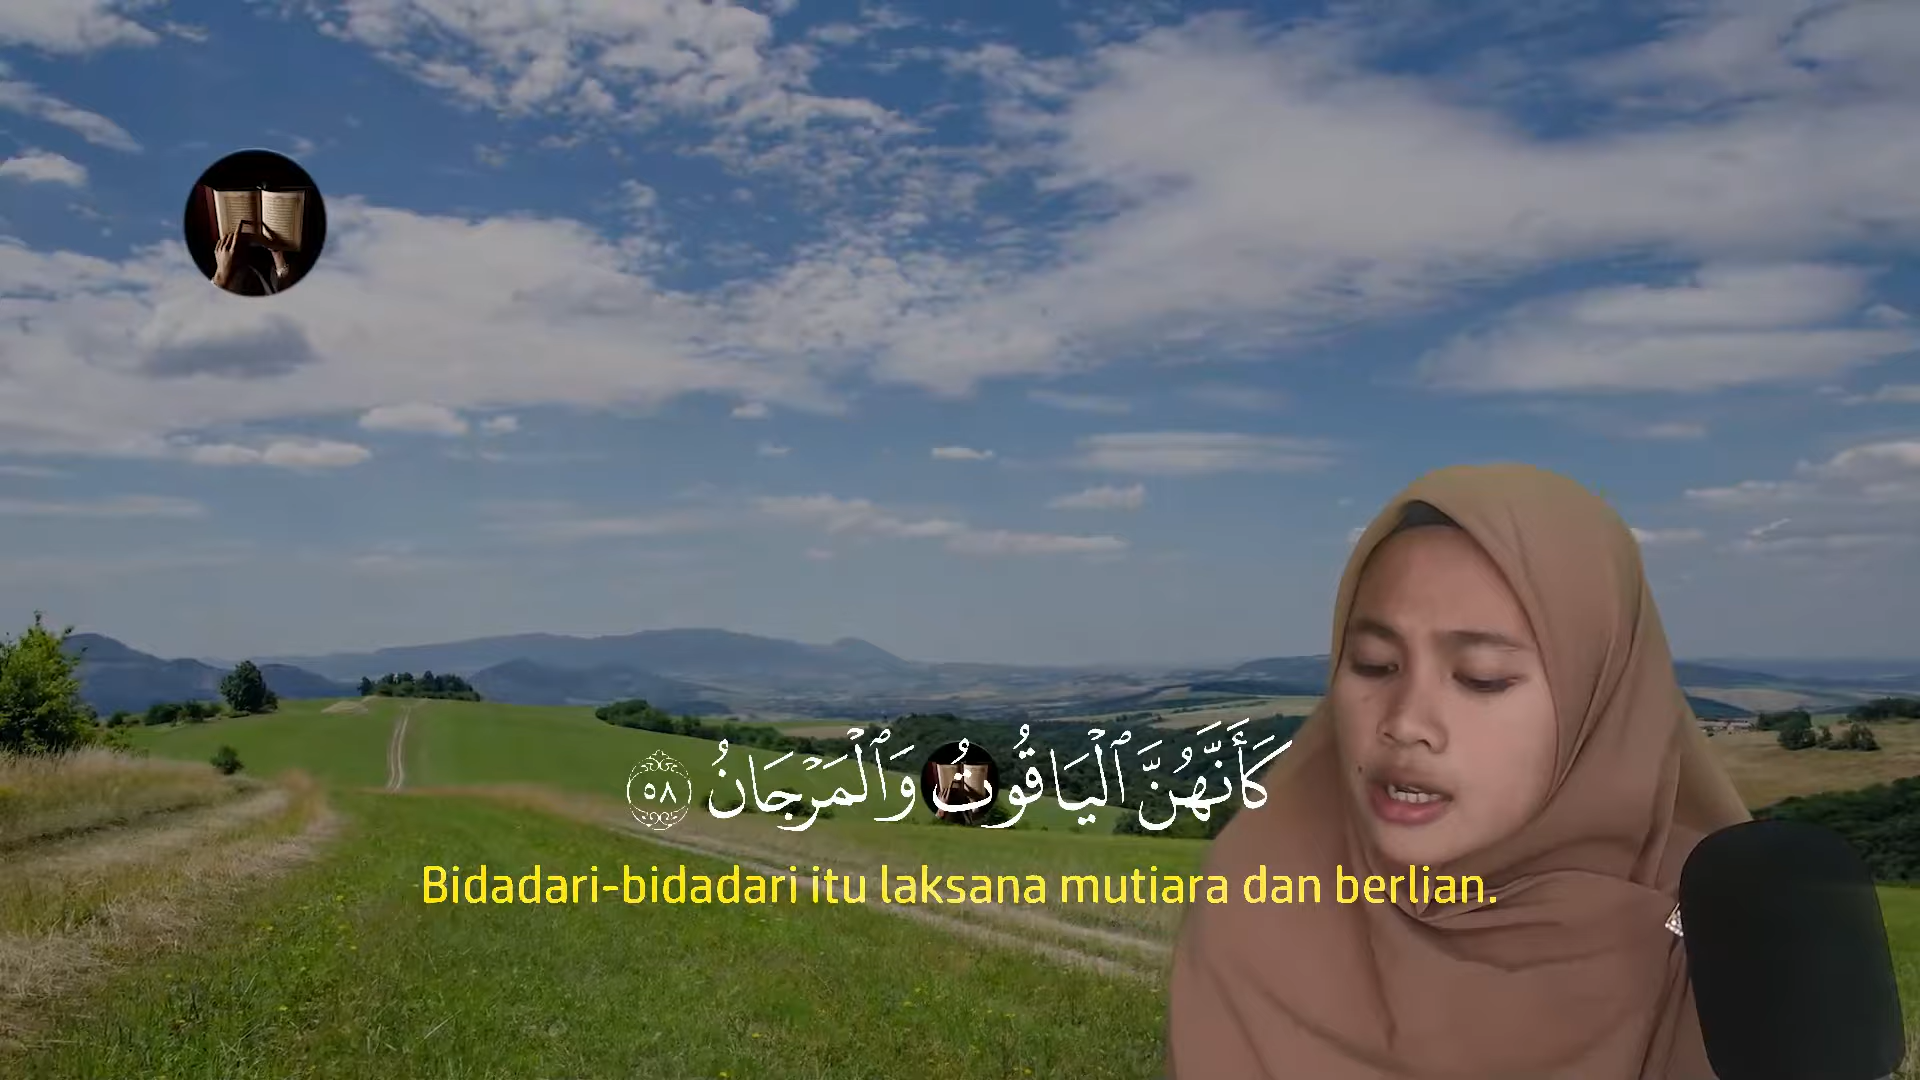 كَأَنَّهُنَّ ٱلْيَاقُوتُ وَٱلْمَرْجَانُ ٥٨
Bidadari-bidadari itu laksana mutiara dan berlian.